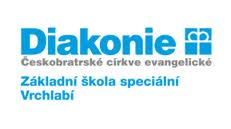 Diakonie
Českobratrské církve evangelické
Základní škola speciální
Vrchlabí